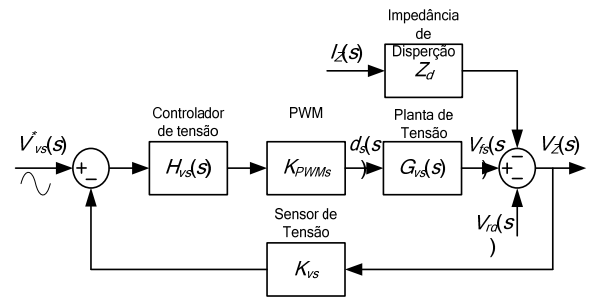 Impedância
de
Disperção
I_Z(s)
Z_d
Controlador
de tensão
PWM
Planta de
Tensão
V*_vs(s)
+
−
H_vs(s)
K_PWMs
d_s(s
)
G_vs(s)
V_fs(s
)
+
−
−
V_Z(s)
V_rd(s
)
Sensor de
Tensão
K_vs